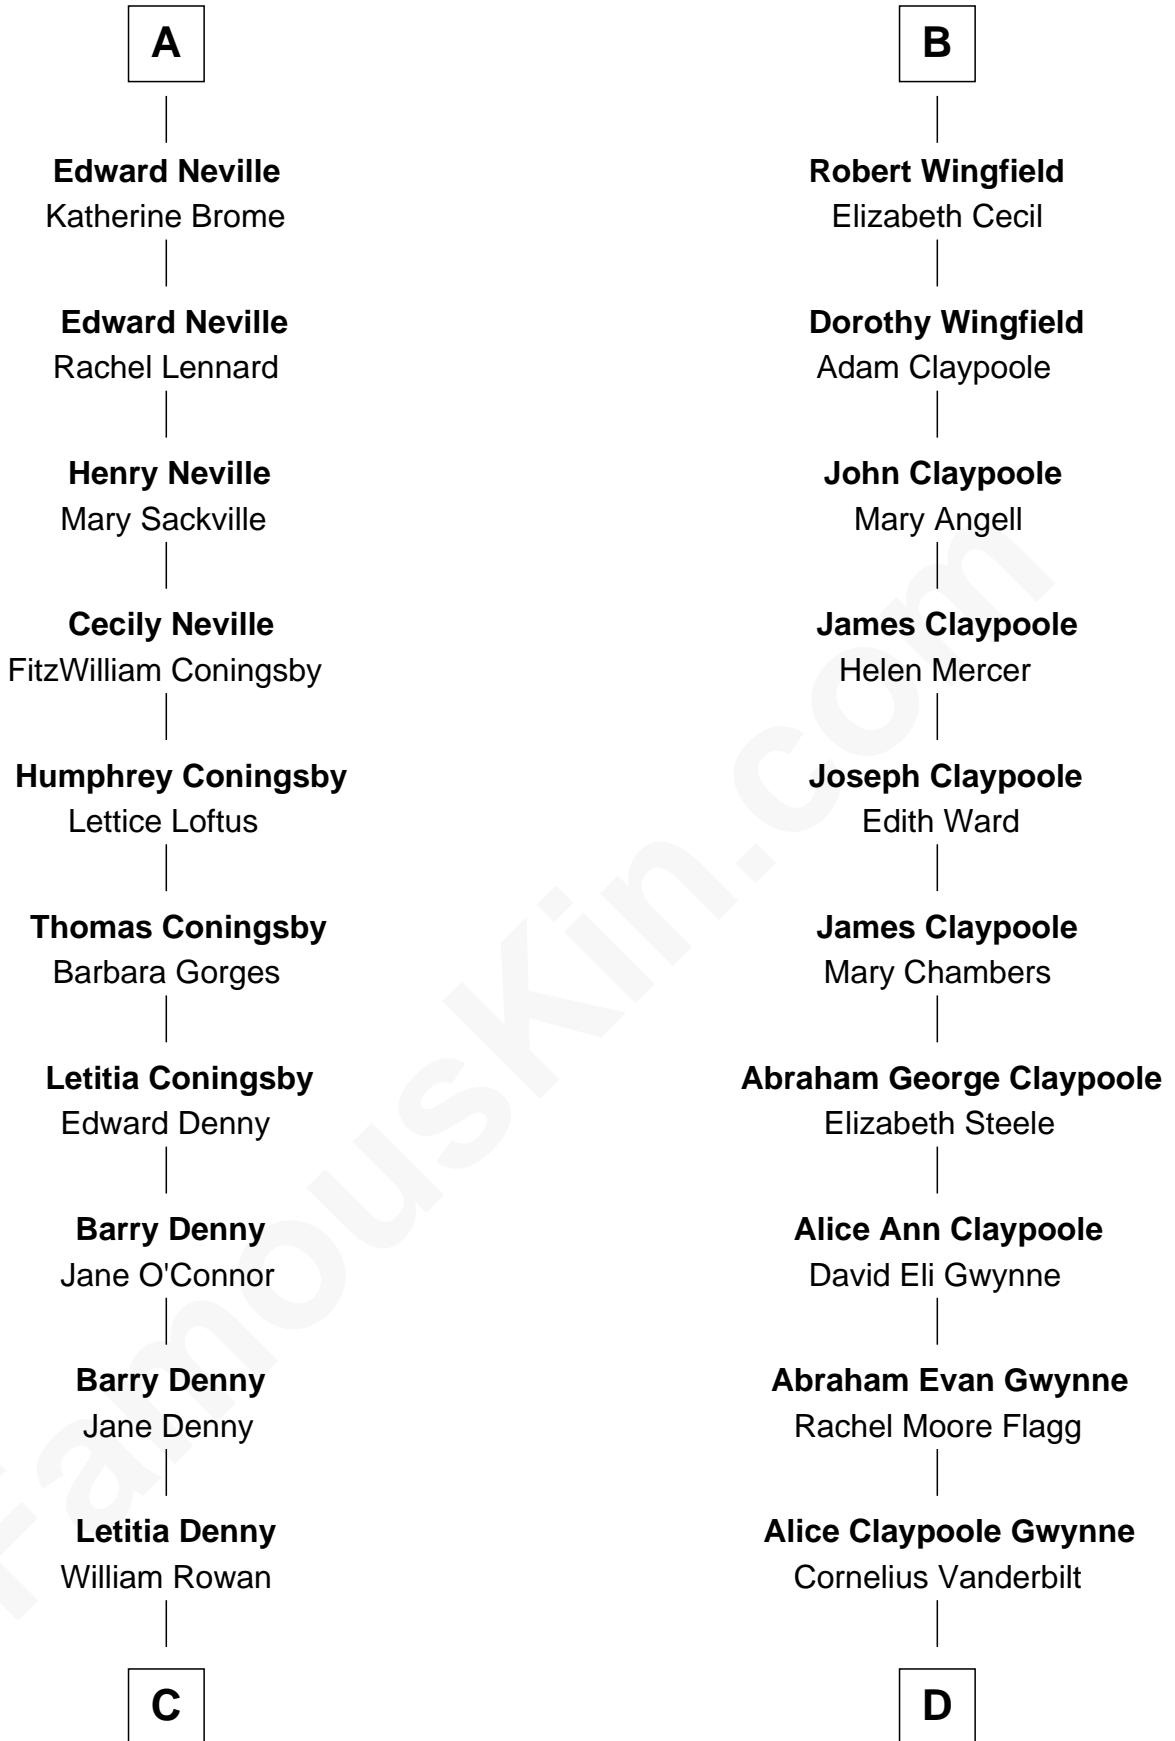 A
Edward Neville
Katherine Brome
Edward Neville
Rachel Lennard
Henry Neville
Mary Sackville
Cecily Neville
FitzWilliam Coningsby
Humphrey Coningsby
Lettice Loftus
Thomas Coningsby
Barbara Gorges
Letitia Coningsby
Edward Denny
Barry Denny
Jane O'Connor
Barry Denny
Jane Denny
Letitia Denny
William Rowan
C
B
Robert Wingfield
Elizabeth Cecil
Dorothy Wingfield
Adam Claypoole
John Claypoole
Mary Angell
James Claypoole
Helen Mercer
Joseph Claypoole
Edith Ward
James Claypoole
Mary Chambers
Abraham George Claypoole
Elizabeth Steele
Alice Ann Claypoole
David Eli Gwynne
Abraham Evan Gwynne
Rachel Moore Flagg
Alice Claypoole Gwynne
Cornelius Vanderbilt
D
FamousKin.com